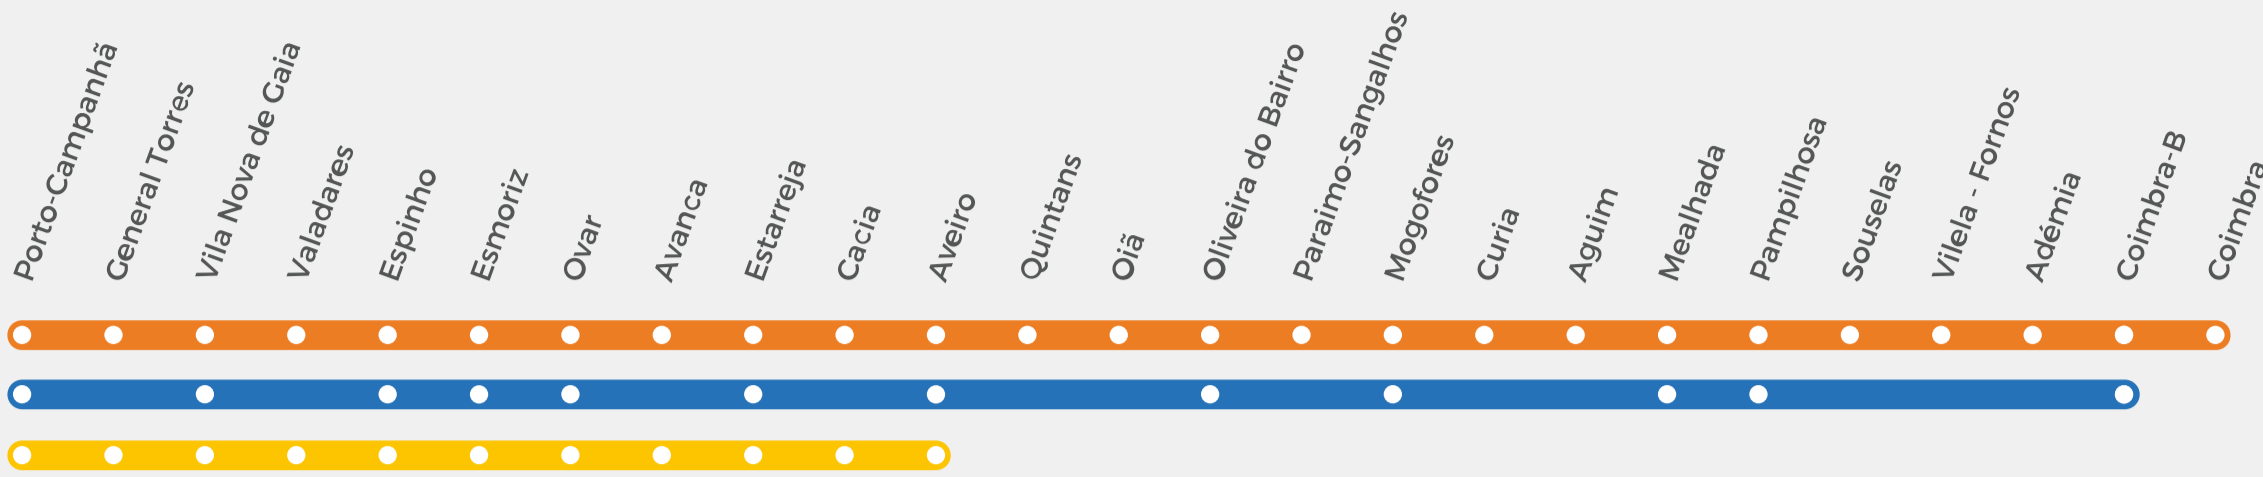 Porto-Campanhã
General Torres
Vila Nova de Gaia
Valadares
Espinho
Esmoriz
Ovar
Avanca
Estarreja
Cacia
Aveiro
Quintans
Oiã
Oliveira do Bairro
Paraimo-Sangalhos
Mogofores
Curia
Aguim
Mealhada
Pampilhosa
Souselas
Vilela - Fornos
Adémia
Coimbra-B
Coimbra